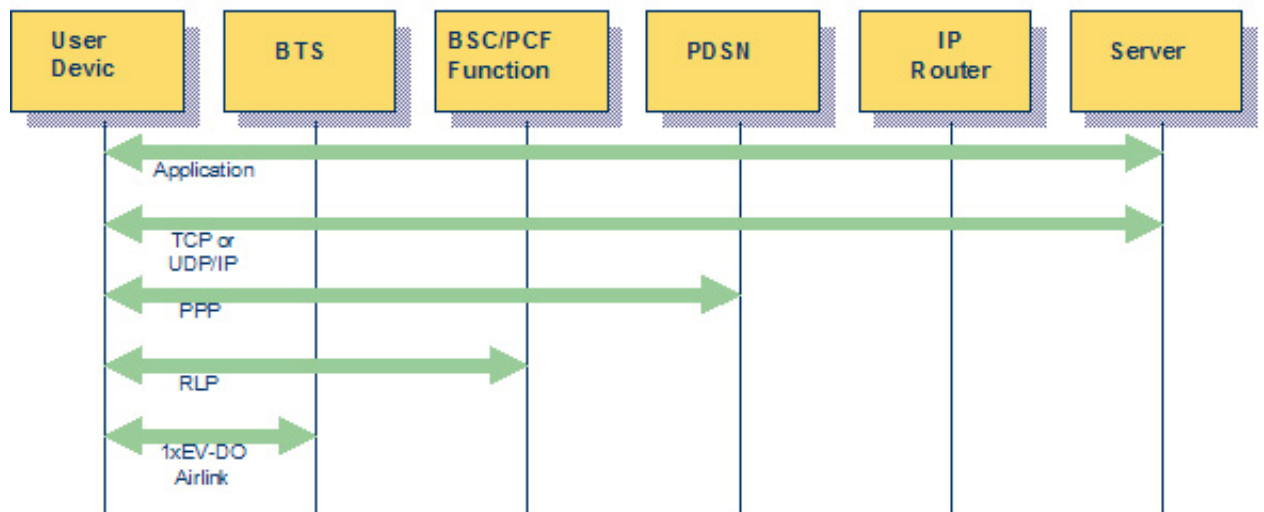 User
Devic
BTS
BSC/PCF
Function
PDSN
IP
Router
Server
Application
TCP or
UDP/IP
PPP
RLP
1xEV-DO
Airlink